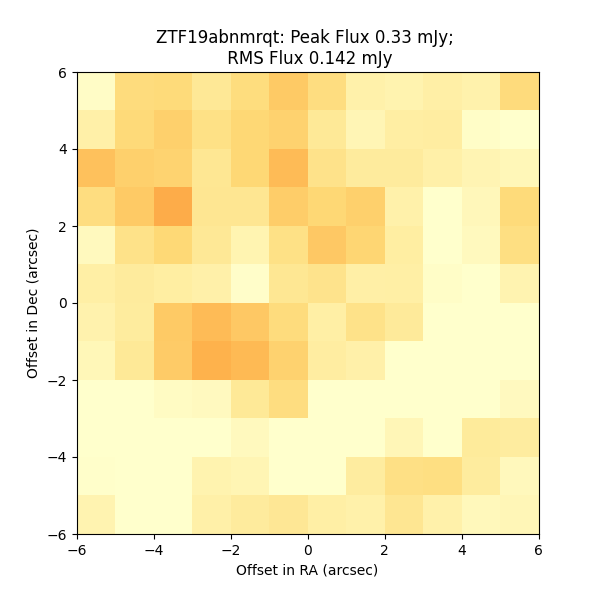 ZTF19abnmrqt: Peak Flux 0.33 mJy;
RMS Flux 0.142 mJy
6
4
2
0
−2
−4
−6
Offset in Dec (arcsec)
−6 −4 −2 0 2 4 6
Offset in RA (arcsec)